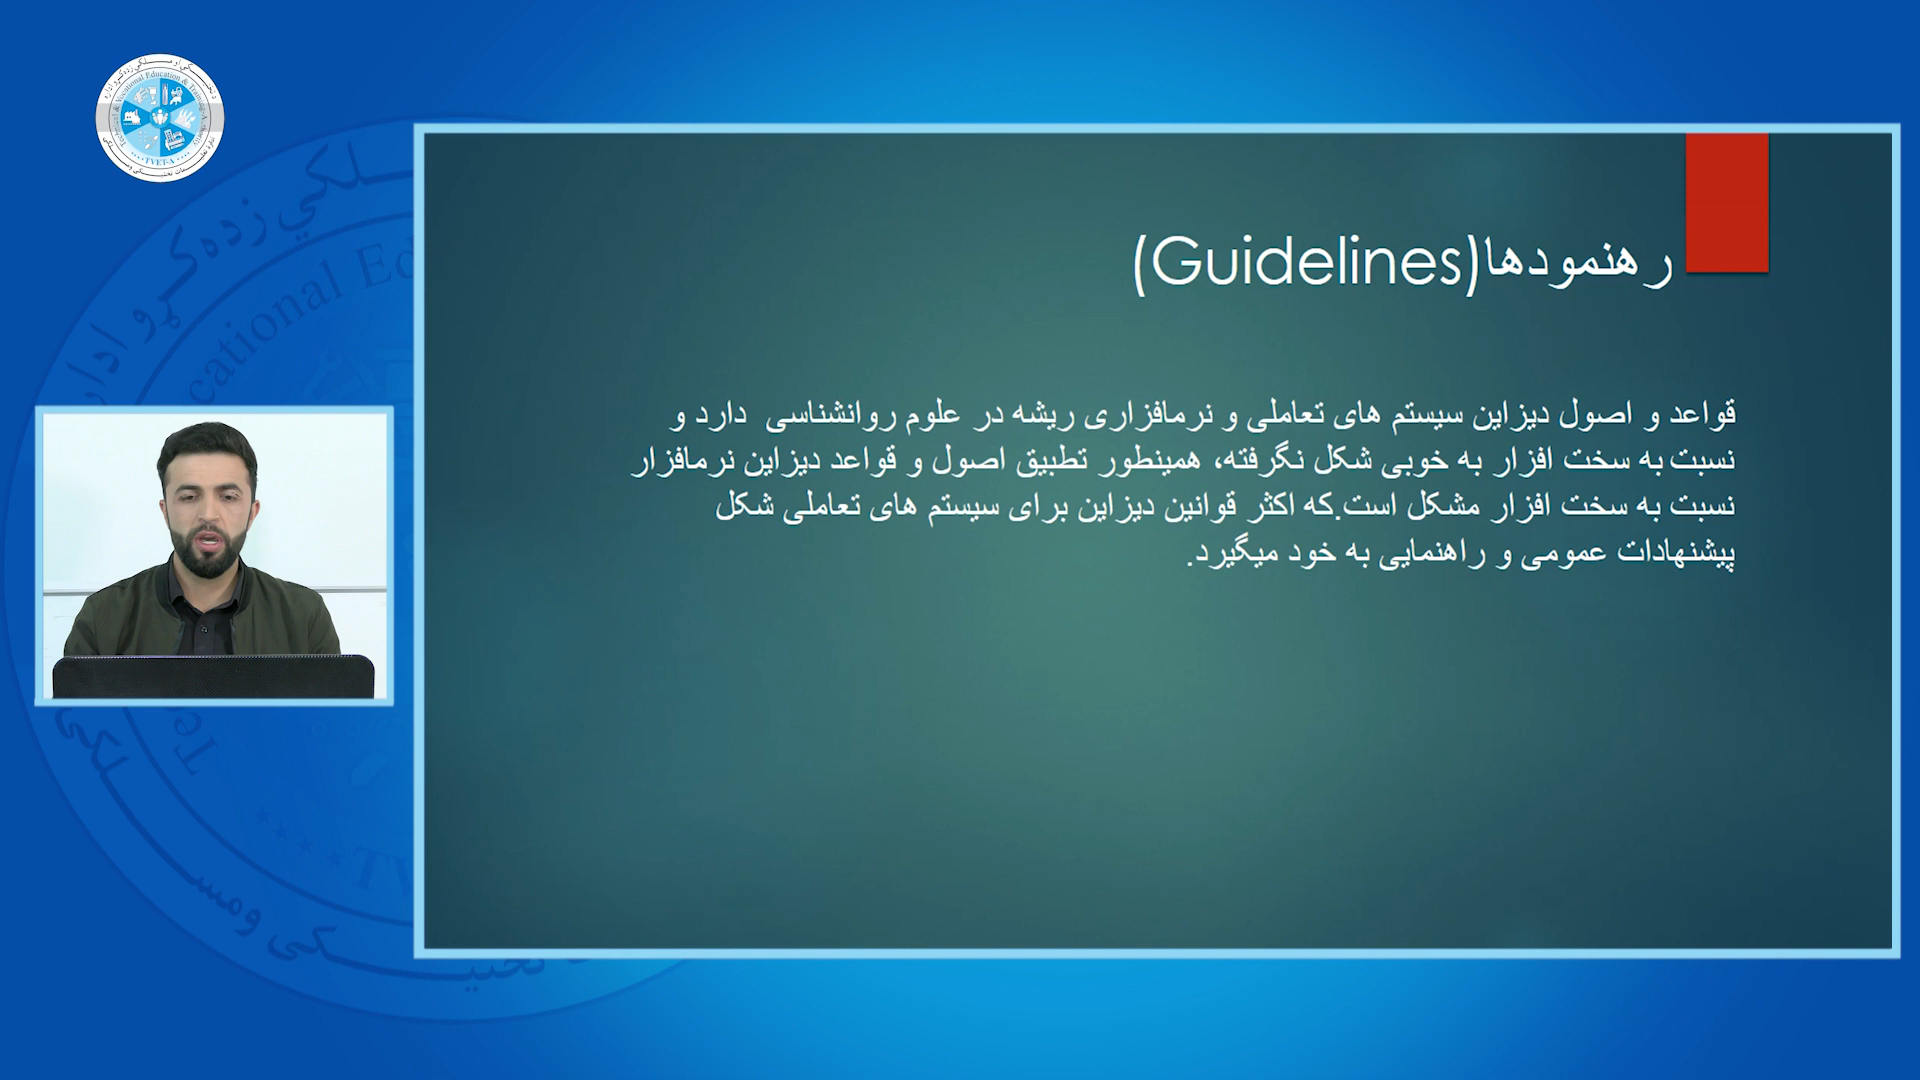 رهنمودها(Guidelines)
قواعد و اصول دیزاین سیستم های تعاملی و نرمافزاری ریشه در علوم روانشناسی دارد و
نسبت به سخت افزار به خوبی شکل نگرفته، همینطور تطبیق اصول و قواعد دیزاین نرمافزار
نسبت به سخت افزار مشکل است.که اکثر قوانین دیزاین برای سیستم های تعاملی شکل
پیشنهادات عمومی و راهنمایی به خود میگیرد.
TVET-A